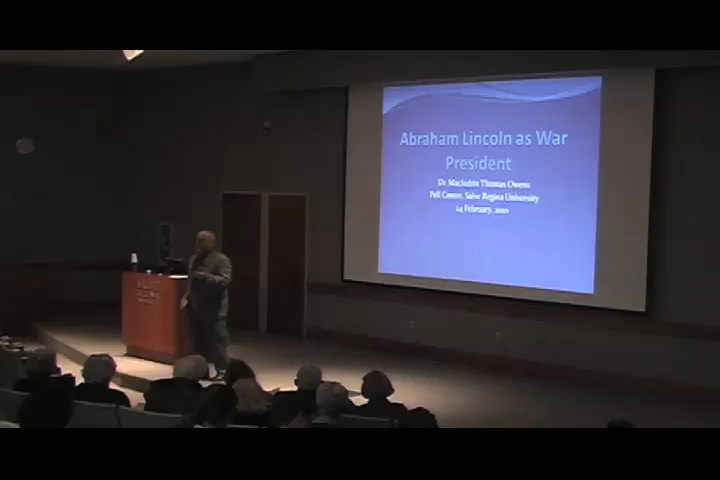 Abraham Lincoln as War
President
Dr. Mackubin Thomas Owens
Pell Center, Salve Regina University
24 February, 2010